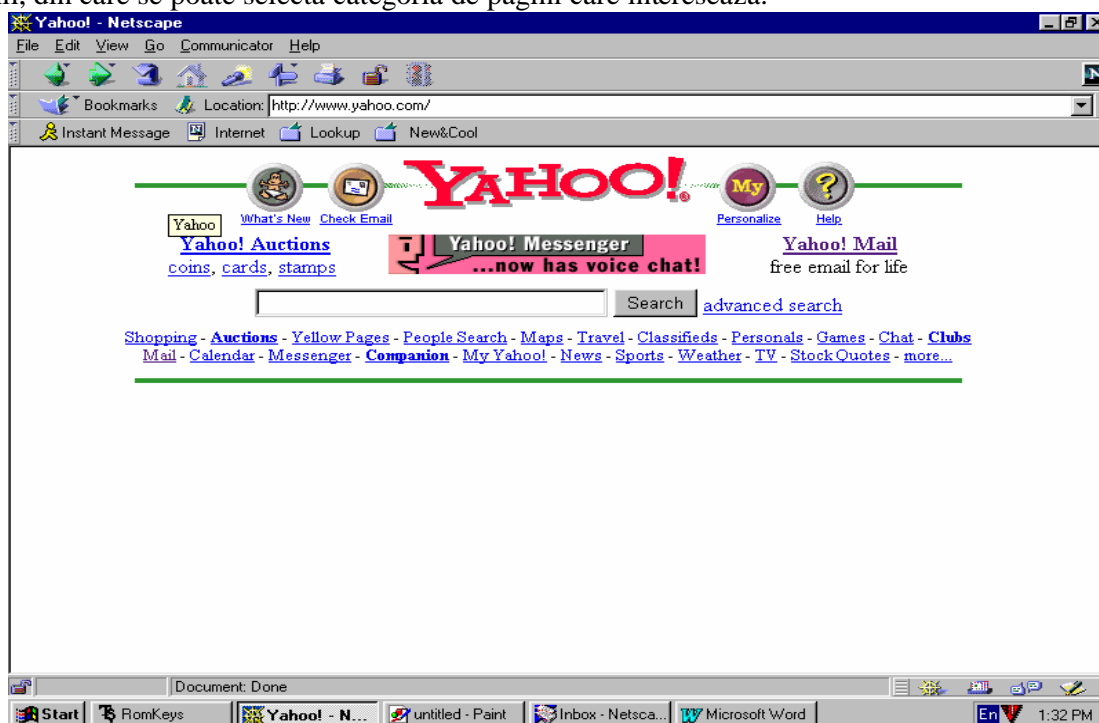 din care se poate selecta categoria de pagini care interesează.
Yahoo! - Netscape
File Edit View Go Communicator Help
Bookmarks Location: http://www.yahoo.com/
Instant Message Internet Lookup New&Cool
YAHOO!
My ?
What's New Check Email Personalize Help
Yahoo
Yahoo! Auctions Yahoo! Messenger Yahoo! Mail
coins, cards, stamps ...now has voice chat! free email for life
Search advanced search
Shopping - Auctions - Yellow Pages - People Search - Maps - Travel - Classifieds - Personals - Games - Chat - Clubs
Mail - Calendar - Messenger - Companion - My Yahoo! - News - Sports - Weather - TV - Stock Quotes - more...
Document: Done
Start RomKeys Yahoo! - N... untitled - Paint Inbox - Netsca... Microsoft Word En 1:32 PM